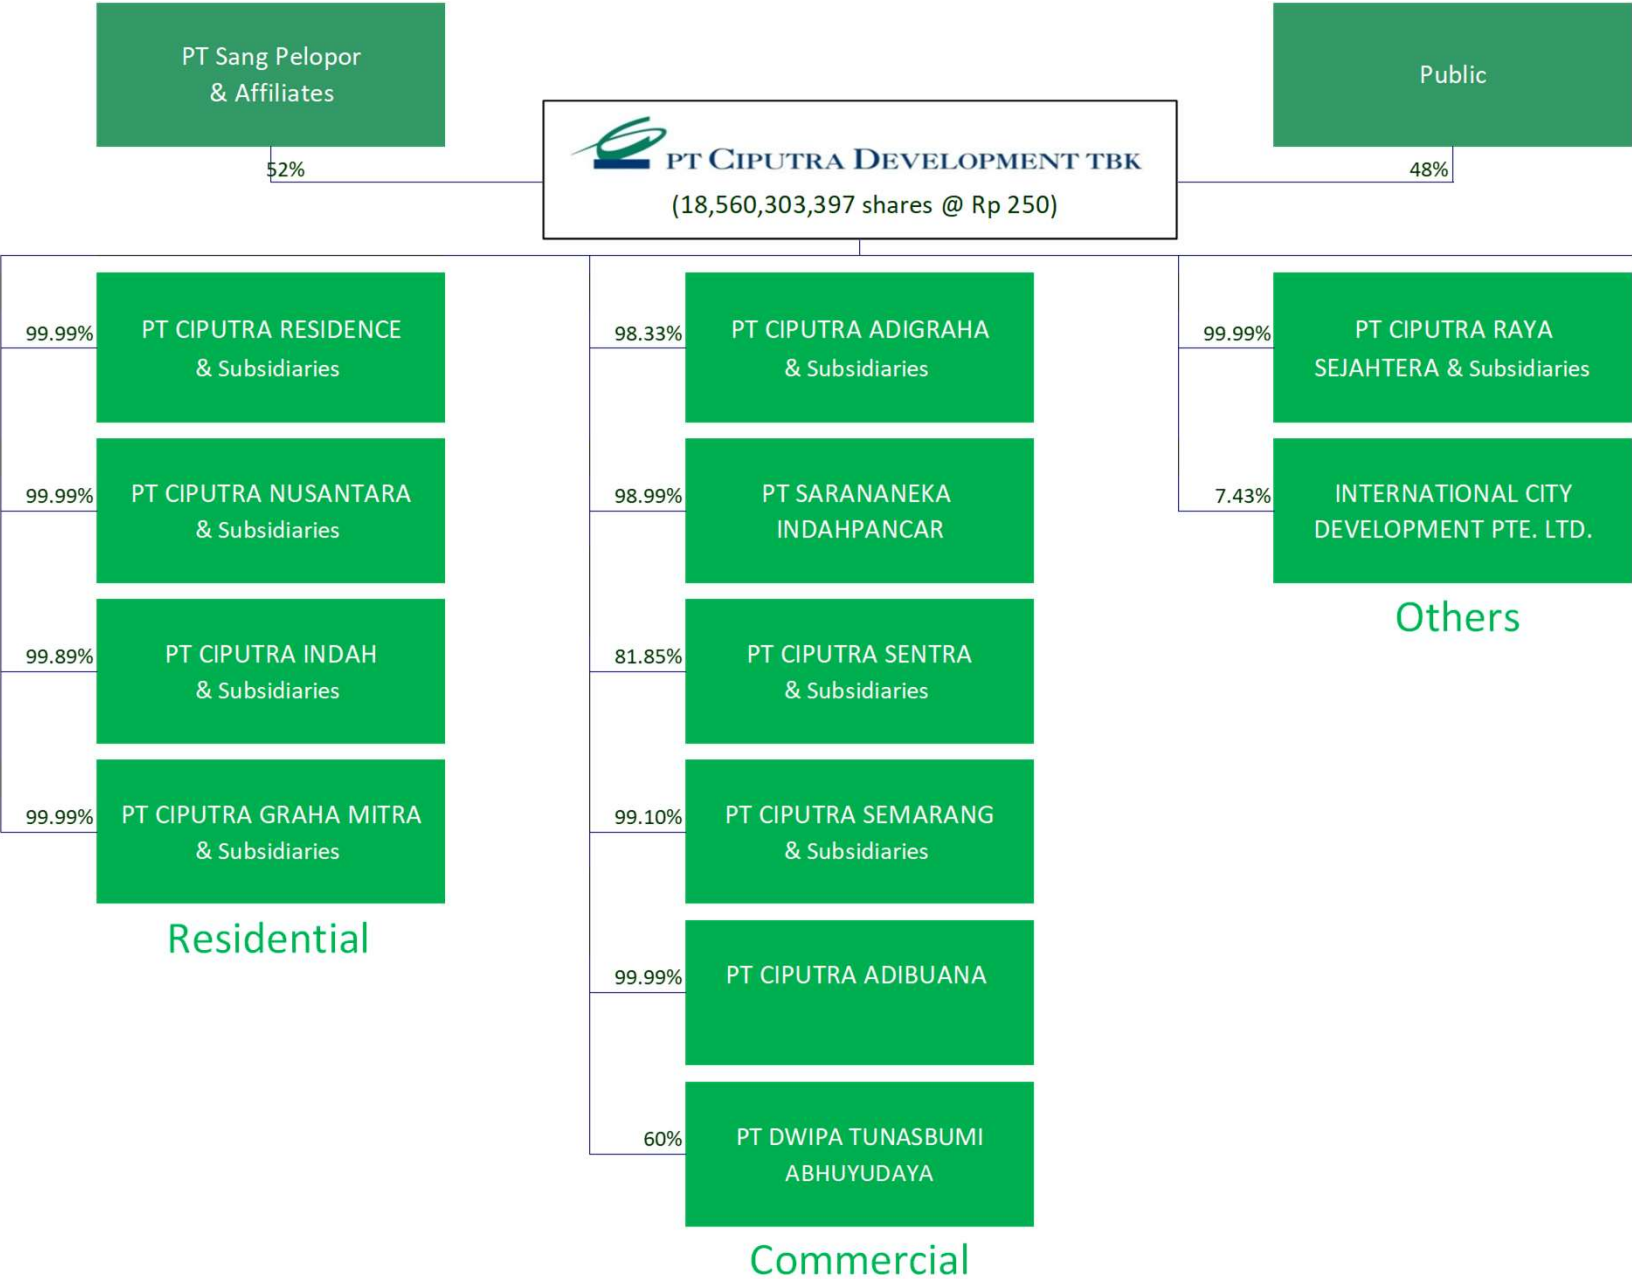 PT Sang Pelopor
& Affiliates
Public
52%
PT CIPUTRA DEVELOPMENT TBK
(18,560,303,397 shares @ Rp 250)
48%
99.99%
PT CIPUTRA RESIDENCE
& Subsidiaries
99.99%
PT CIPUTRA NUSANTARA
& Subsidiaries
99.89%
PT CIPUTRA INDAH
& Subsidiaries
99.99%
PT CIPUTRA GRAHA MITRA
& Subsidiaries
Residential
98.33%
PT CIPUTRA ADIGRAHA
& Subsidiaries
98.99%
PT SARANANEKA
INDAHPANCAR
81.85%
PT CIPUTRA SENTRA
& Subsidiaries
99.10%
PT CIPUTRA SEMARANG
& Subsidiaries
99.99%
PT CIPUTRA ADIBUANA
60%
PT DWIPA TUNASBUMI
ABHUYUDAYA
Commercial
99.99%
PT CIPUTRA RAYA
SEJAHTERA & Subsidiaries
7.43%
INTERNATIONAL CITY
DEVELOPMENT PTE. LTD.
Others